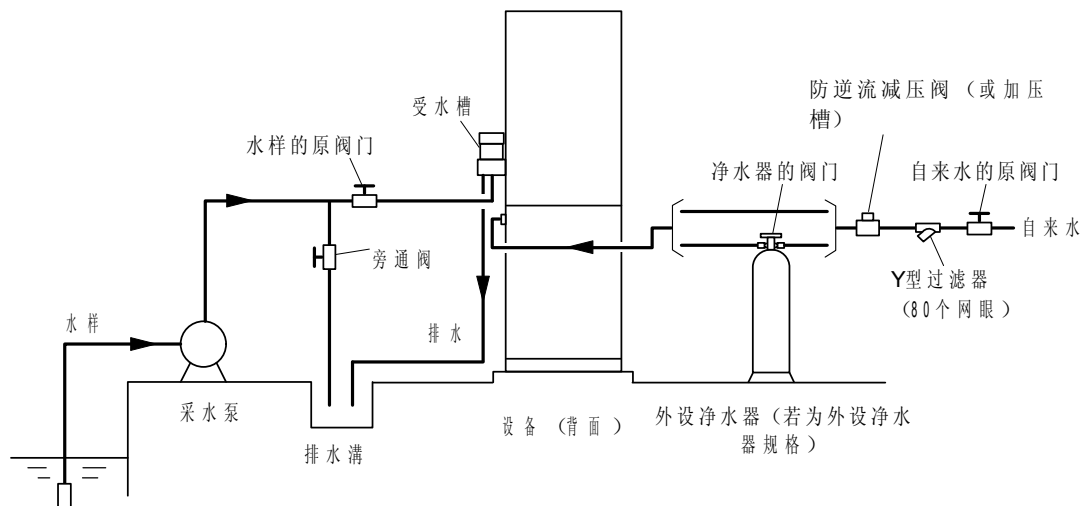 防逆流减压阀（或加压
槽）
受水槽
水样的原阀门
净水器的阀门
自来水的原阀门
自来水
旁通阀
Y型过滤器
(80个网眼)
水样
排水
采水泵
设备（背面）
外设净水器(若为外设净水
器规格)
排水溝